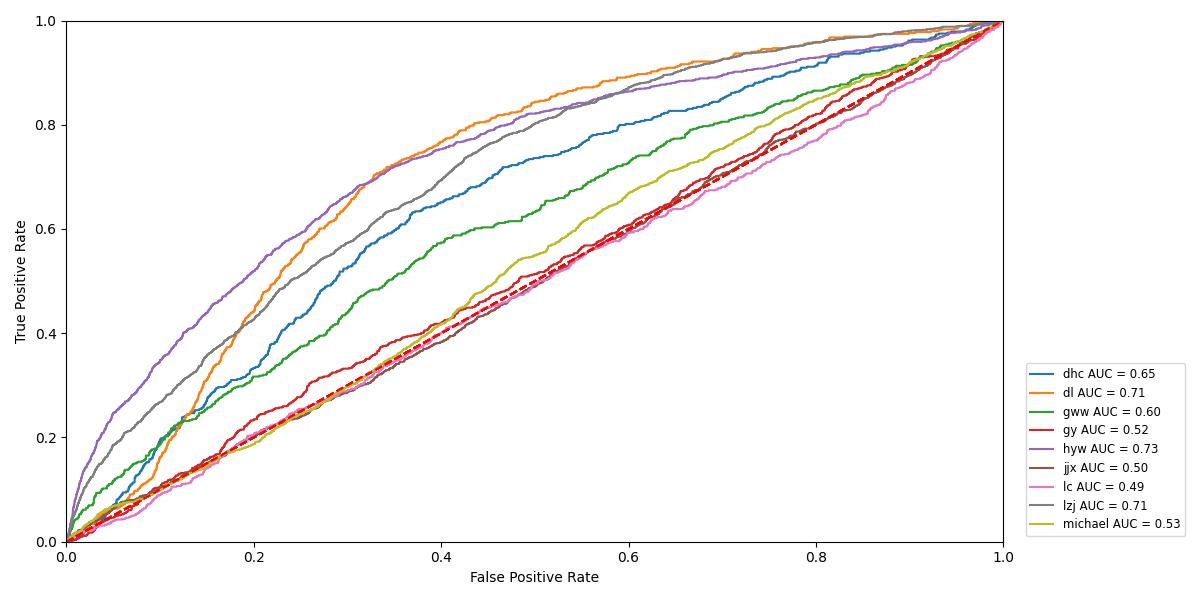 1.0
0.8
0.6
0.4
0.2
0.0
True Positive Rate
0.0 0.2 0.4 0.6 0.8 1.0
False Positive Rate
dhc AUC = 0.65
dl AUC = 0.71
gww AUC = 0.60
gy AUC = 0.52
hyw AUC = 0.73
jjx AUC = 0.50
lc AUC = 0.49
lzj AUC = 0.71
michael AUC = 0.53